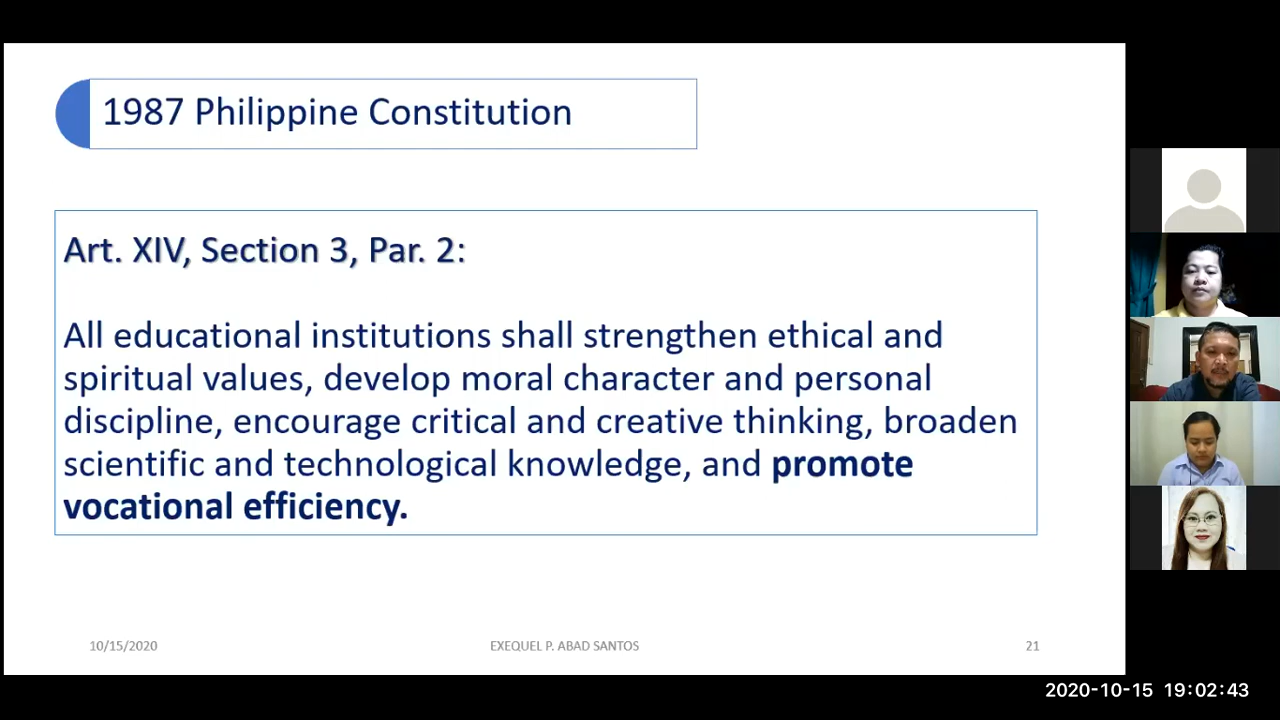 1987 Philippine Constitution
Art. XIV, Section 3, Par. 2:
All educational institutions shall strengthen ethical and
spiritual values, develop moral character and personal
discipline, encourage critical and creative thinking, broaden
scientific and technological knowledge, and promote
vocational efficiency.
10/15/2020
EXEQUEL P. ABAD SANTOS
21
2020-10-15 19:02:43